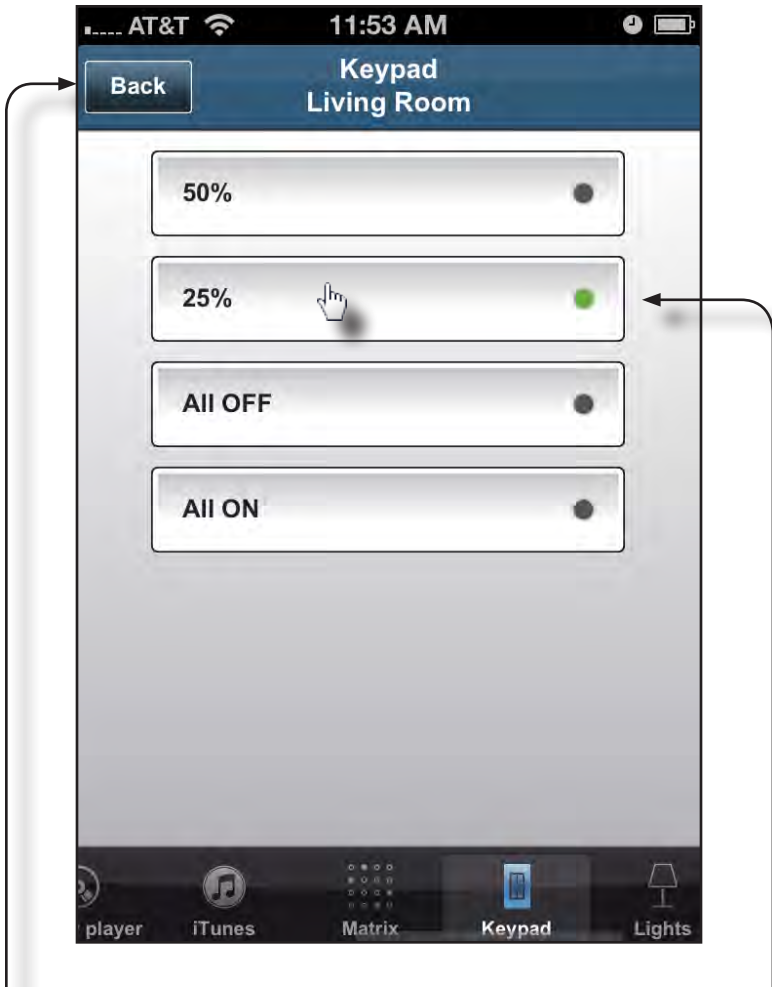 AT&T 11:53 AM
Back
Keypad
Living Room
50%
25%
All OFF
All ON
player iTunes Matrix Keypad Lights